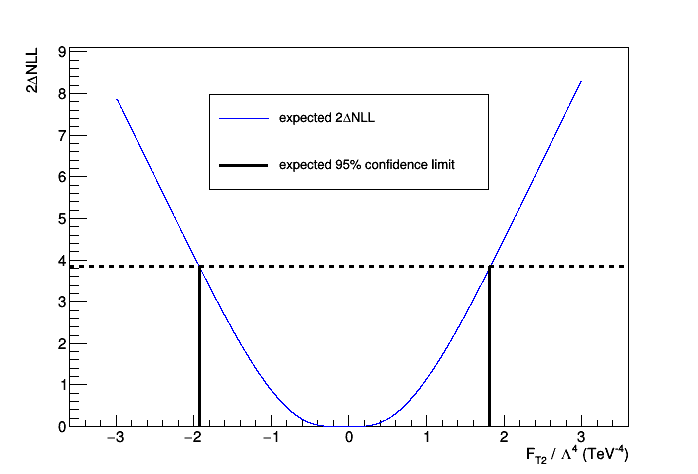 2ΔNLL
9
8
7
6
5
4
3
2
1
0
expected 2ΔNLL
expected 95% confidence limit
−3 −2 −1 0 1 2 3
F_T2 / Λ^4 (TeV^-4)